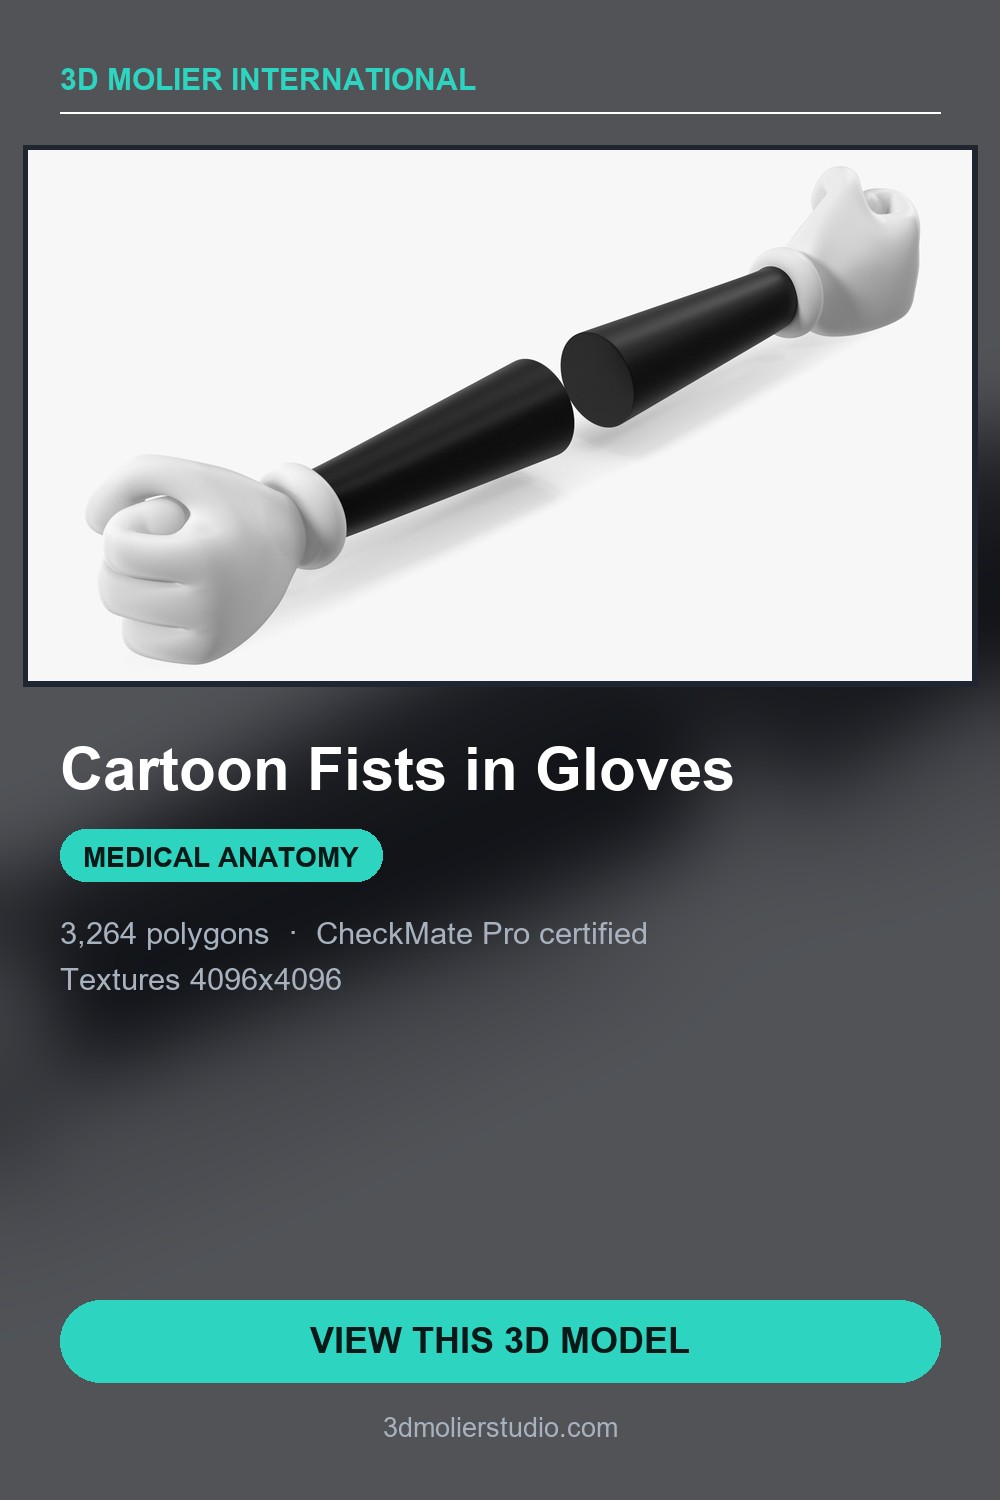 3D MOLIER INTERNATIONAL
Cartoon Fists in Gloves
MEDICAL ANATOMY
3,264 polygons · CheckMate Pro certified
Textures 4096x4096
VIEW THIS 3D MODEL
3dmolierstudio.com